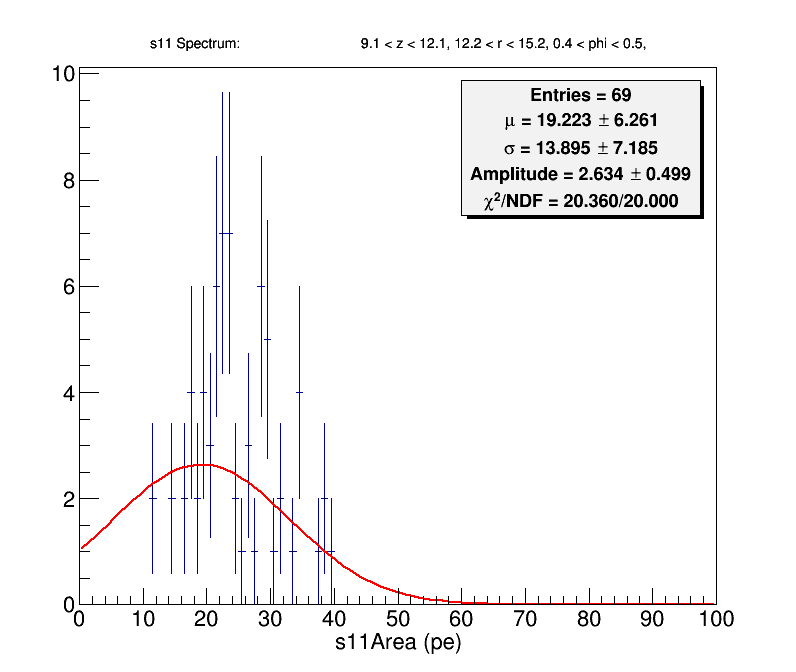 s11 Spectrum: 9.1 < z < 12.1, 12.2 < r < 15.2, 0.4 < phi < 0.5,
Entries = 69
μ = 19.223 ± 6.261
σ = 13.895 ± 7.185
Amplitude = 2.634 ± 0.499
χ²/NDF = 20.360/20.000
10
8
6
4
2
0
0 10 20 30 40 50 60 70 80 90 100
s11Area (pe)